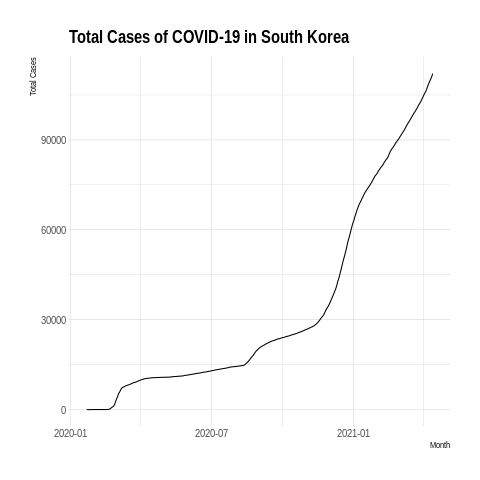 Total Cases of COVID-19 in South Korea
Total Cases
90000
60000
30000
0
2020-01
2020-07
2021-01
Month